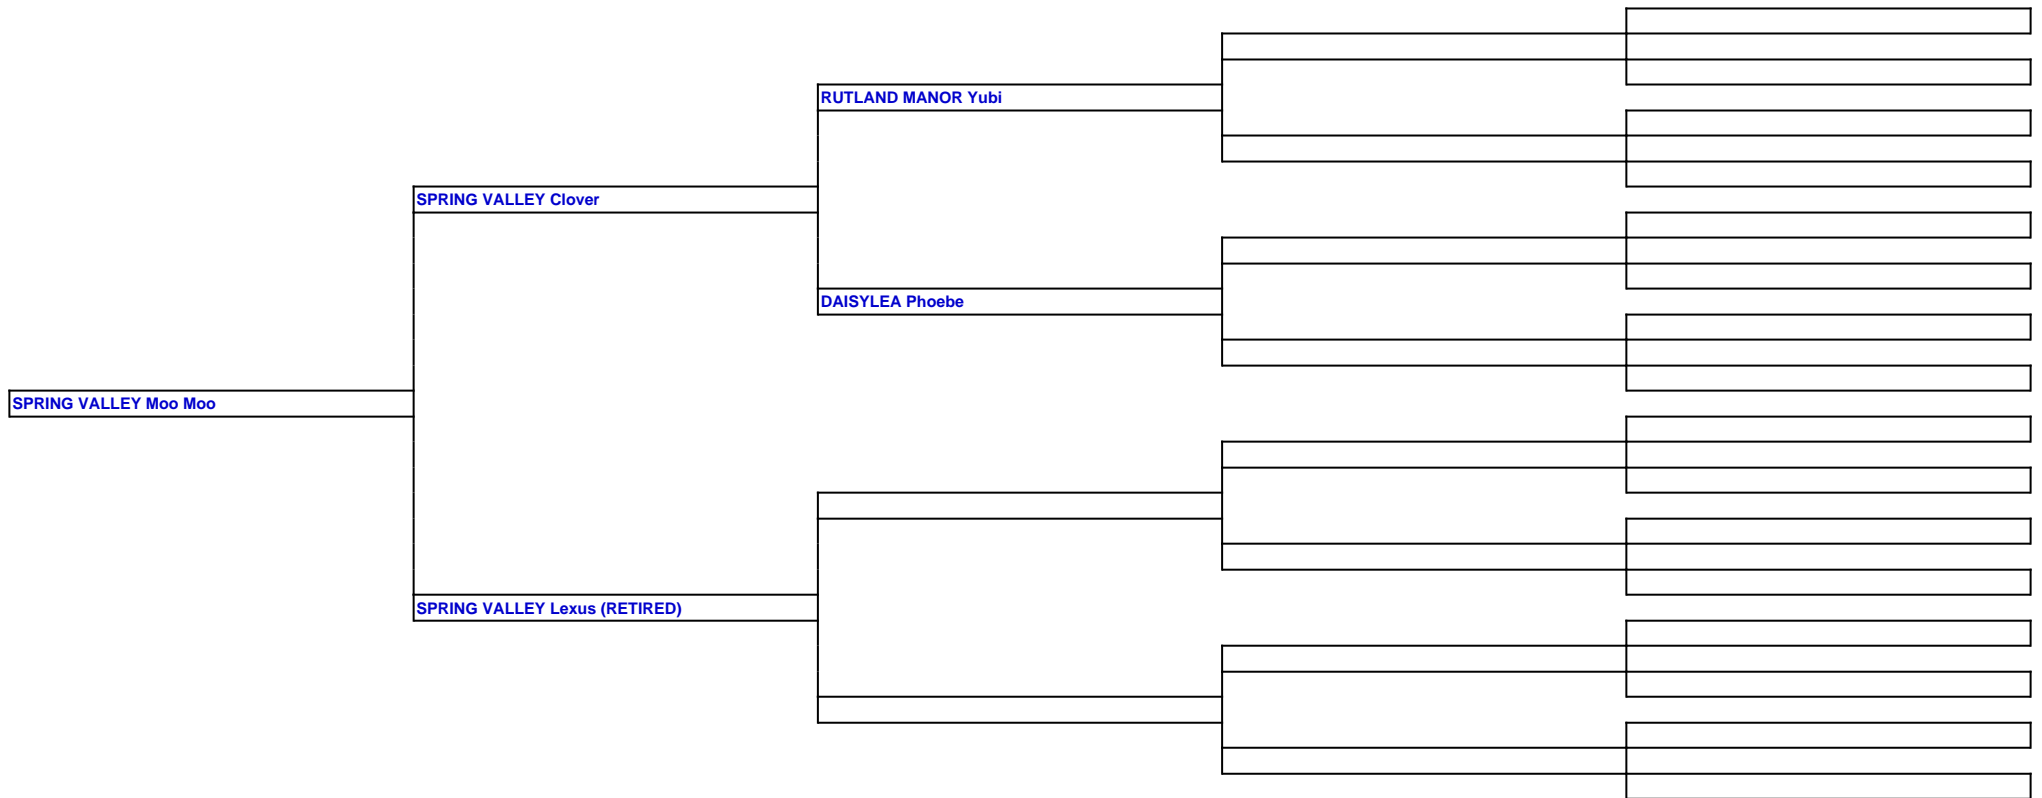 RUTLAND MANOR Yubi
SPRING VALLEY Clover
DAISYLEA Phoebe
SPRING VALLEY Moo Moo
SPRING VALLEY Lexus (RETIRED)